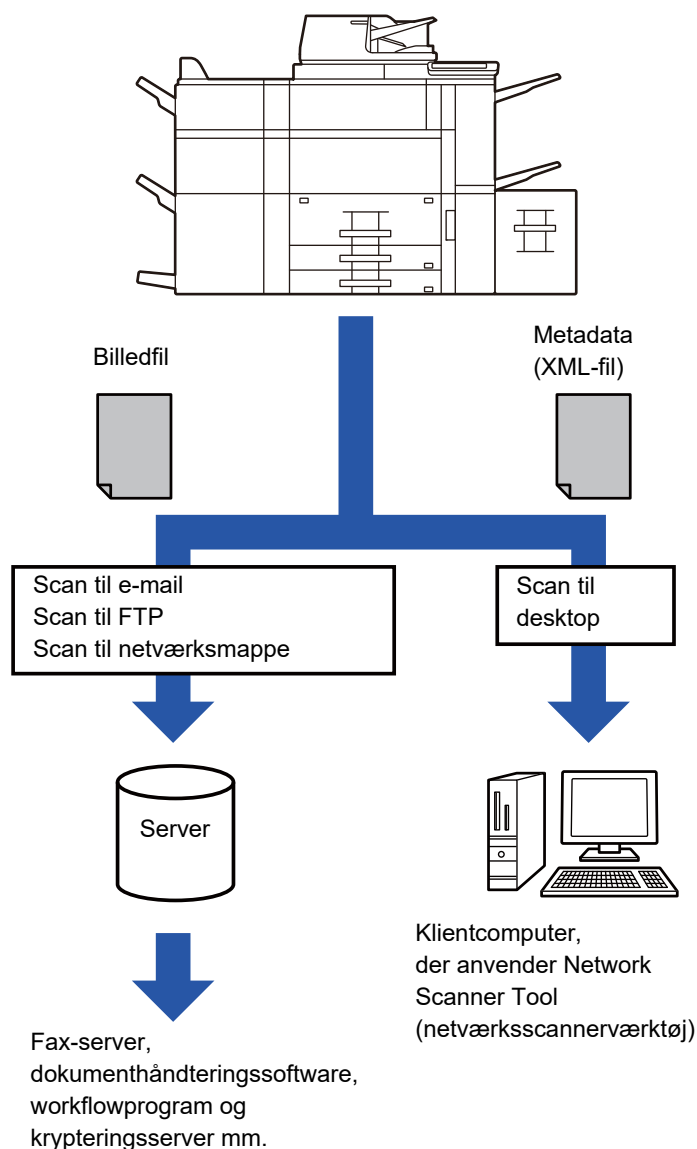 Billedfil
Metadata
(XML-fil)
Scan til e-mail
Scan til FTP
Scan til netværksmappe
Scan til
desktop
Server
Klientcomputer,
der anvender Network
Scanner Tool
(netværksscannerværktøj)
Fax-server,
dokumenthåndteringssoftware,
workflowprogram og
krypteringsserver mm.